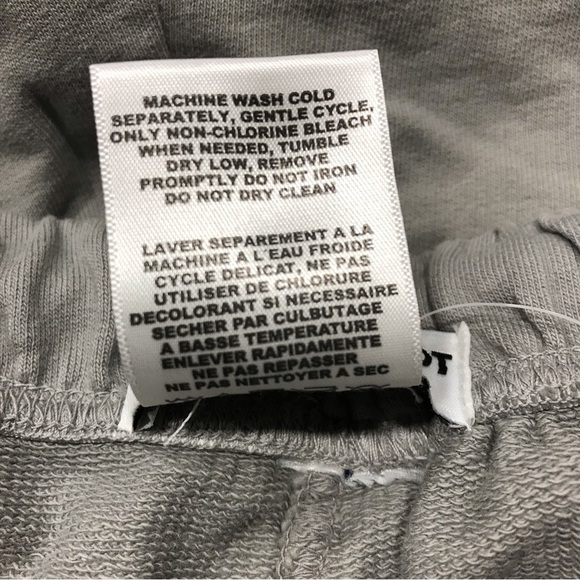 MACHINE WASH COLD
SEPARATELY, GENTLE CYCLE,
ONLY NON-CHLORINE BLEACH
WHEN NEEDED, TUMBLE
DRY LOW, REMOVE
PROMPTLY DO NOT IRON
DO NOT DRY CLEAN
LAVER SEPAREMENT A LA
MACHINE A L'EAU FROIDE
CYCLE DELICAT, NE PAS
UTILISER DE CHLORURE
DECOLORANT SI NECESSAIRE
SECHER PAR CULBUTAGE
A BASSE TEMPERATURE
ENLEVER RAPIDAMENTE
NE PAS REPASSER
NE PAS NETTOYER A SEC